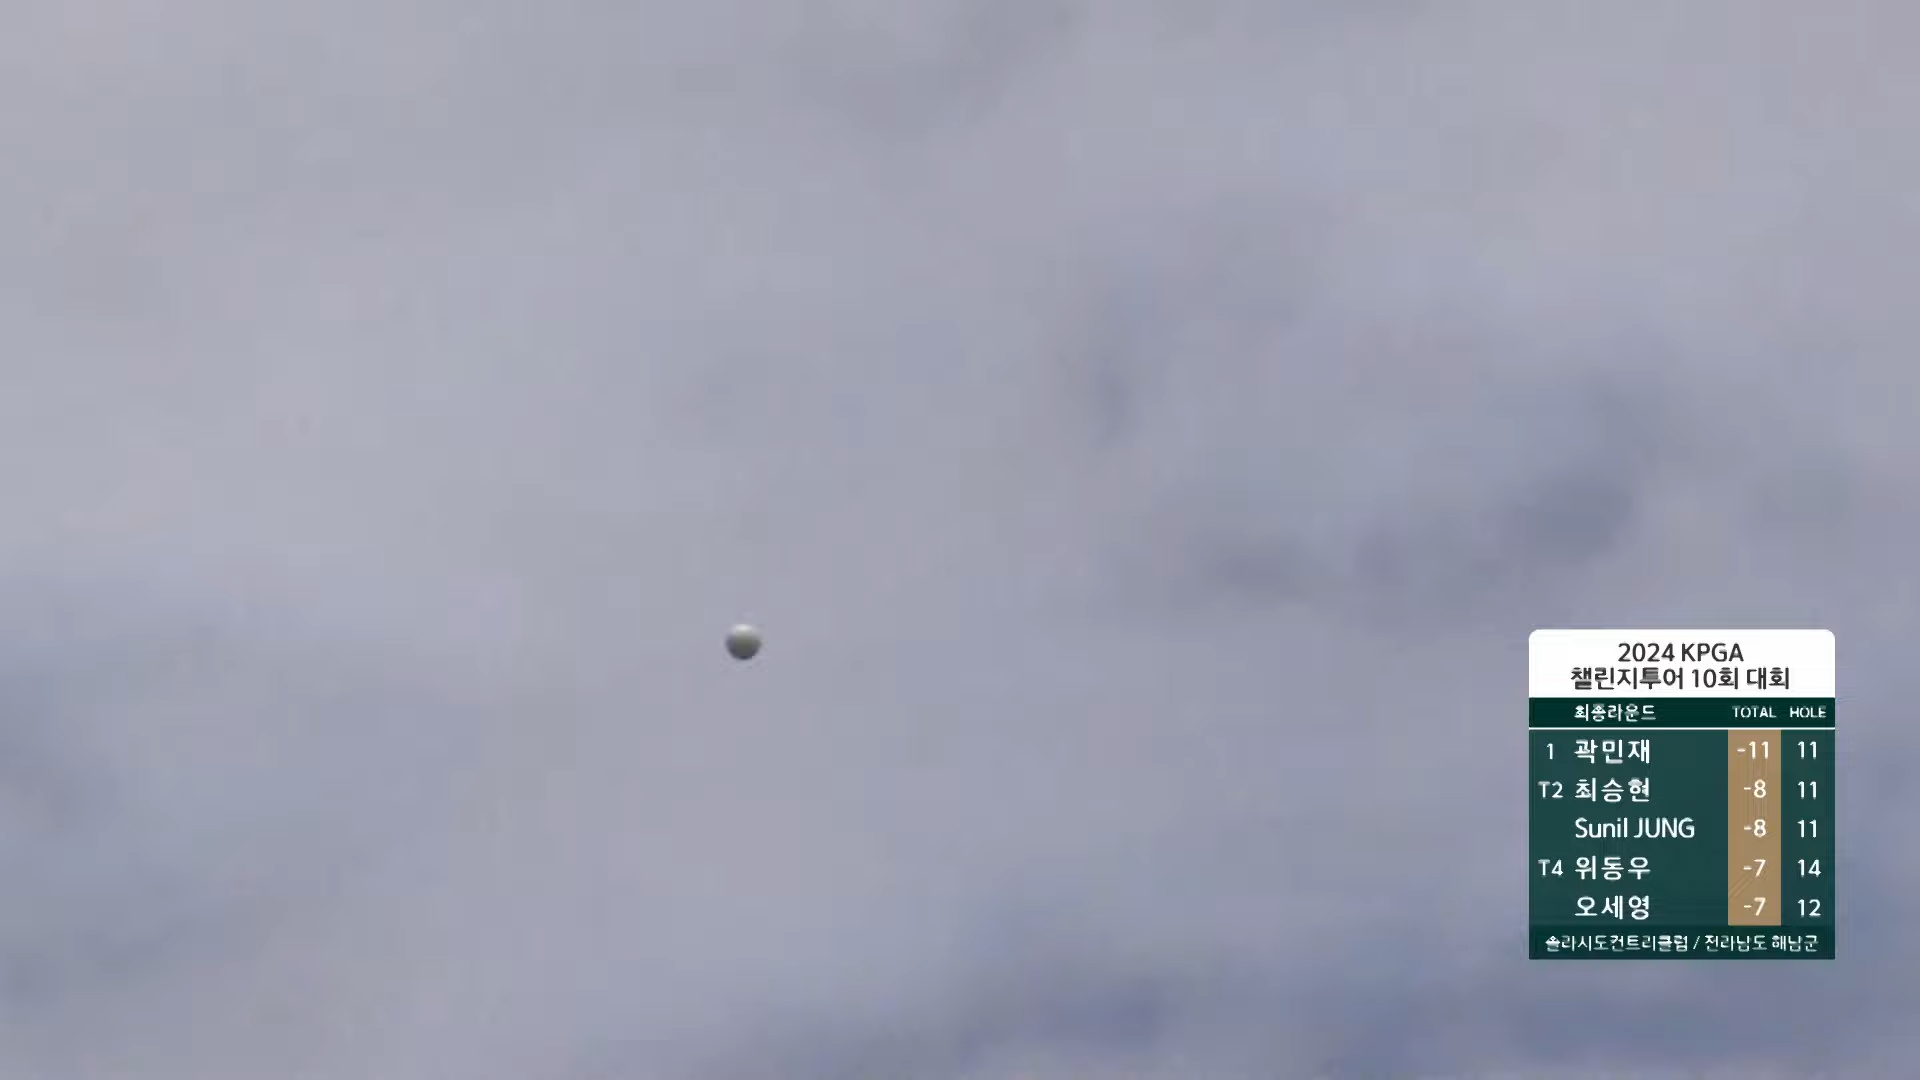 2024 KPGA
챌린지투어 10회 대회
최종라운드 TOTAL HOLE
1 곽민재 -11 11
T2 최승현 -8 11
Sunil JUNG -8 11
T4 위동우 -7 14
오세영 -7 12
솔라시도컨트리클럽 / 전라남도 해남군